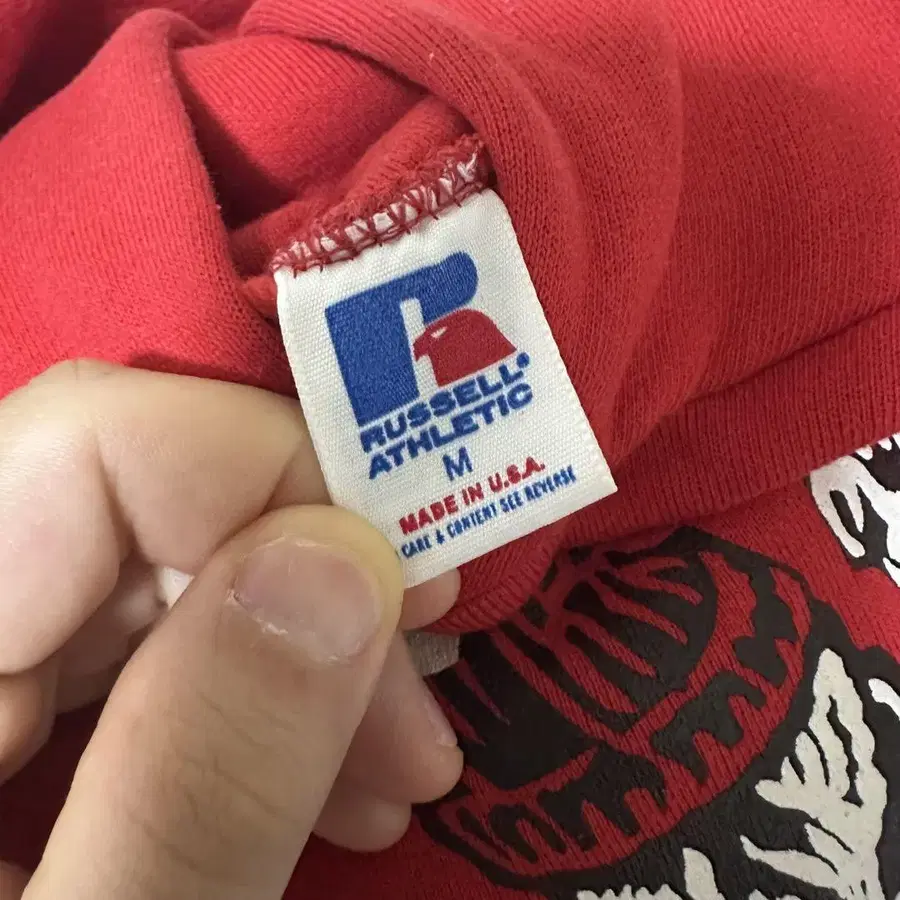 RUSSELL®
ATHLETIC
M
MADE IN U.S.A.
CARE & CONTENT SEE REVERSE